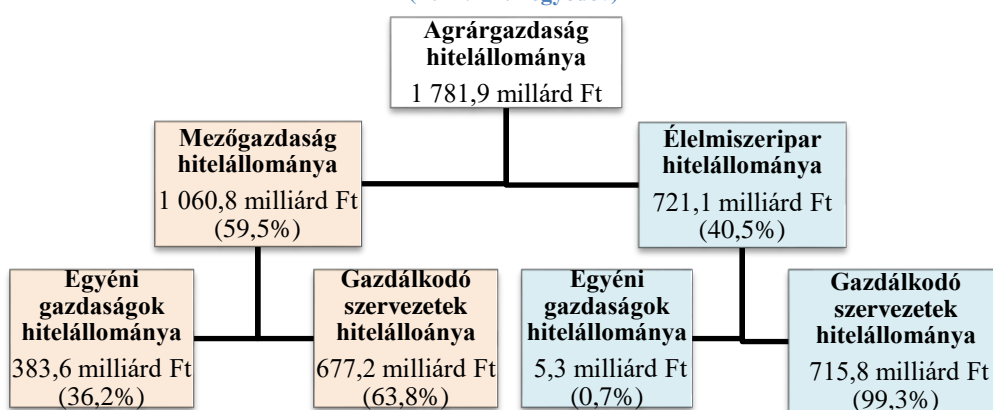 Agrárgazdaság
hitelállománya
1 781,9 millárd Ft
Mezőgazdaság
hitelállománya
1 060,8 milliárd Ft
(59,5%)
Élelmiszeripar
hitelállománya
721,1 milliárd Ft
(40,5%)
Egyéni
gazdaságok
hitelállománya
383,6 milliárd Ft
(36,2%)
Gazdálkodó
szervezetek
hitelálloánya
677,2 milliárd Ft
(63,8%)
Egyéni
gazdaságok
hitelállománya
5,3 milliárd Ft
(0,7%)
Gazdálkodó
szervezetek
hitelállománya
715,8 milliárd Ft
(99,3%)